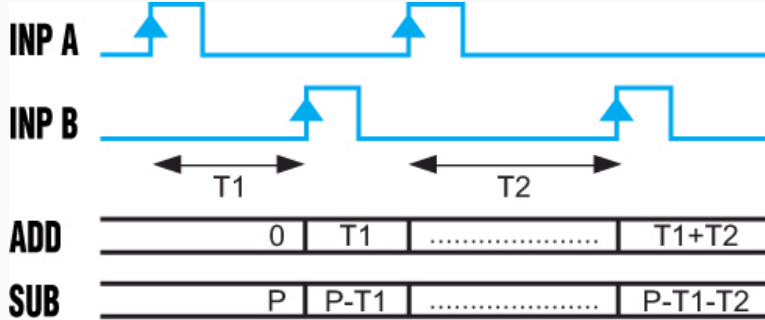 INP A
INP B
T1 T2
ADD 0 T1 ..................... T1+T2
SUB P P-T1 ..................... P-T1-T2